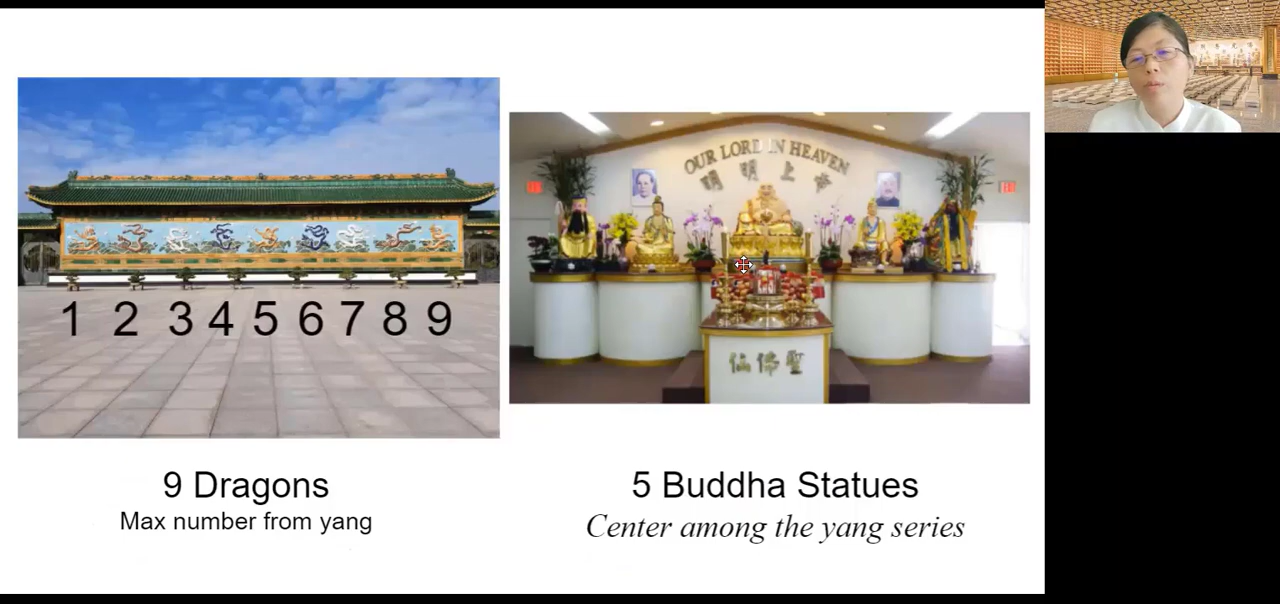 1 2 3 4 5 6 7 8 9
9 Dragons
Max number from yang
OUR LORD IN HEAVEN
明明上帝
仙佛聖
5 Buddha Statues
Center among the yang series